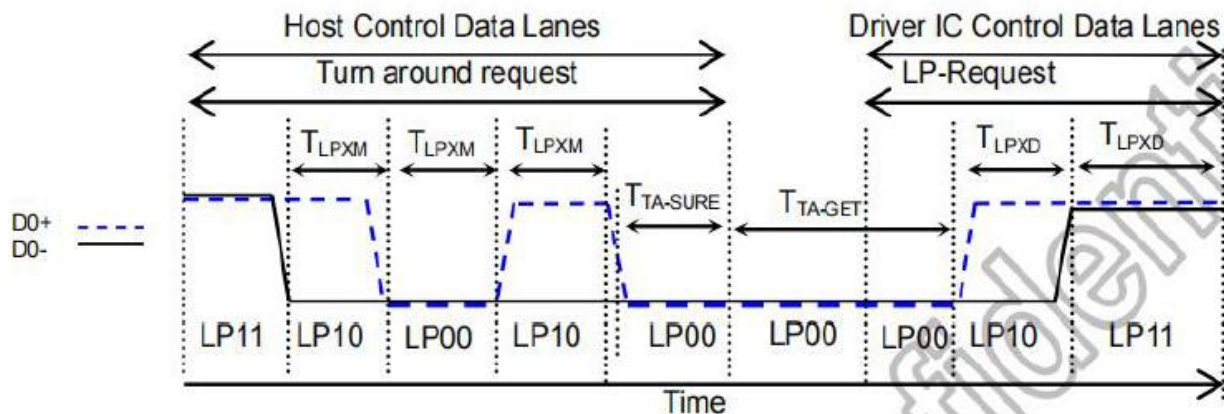 Host Control Data Lanes Driver IC Control Data Lanes
Turn around request LP-Request
TLPXM TLPXM TLPXM TLPXD TLPXD
TTA-SURE TTA-GET
D0+
D0-
LP11 LP10 LP00 LP10 LP00 LP00 LP00 LP10 LP11
Time